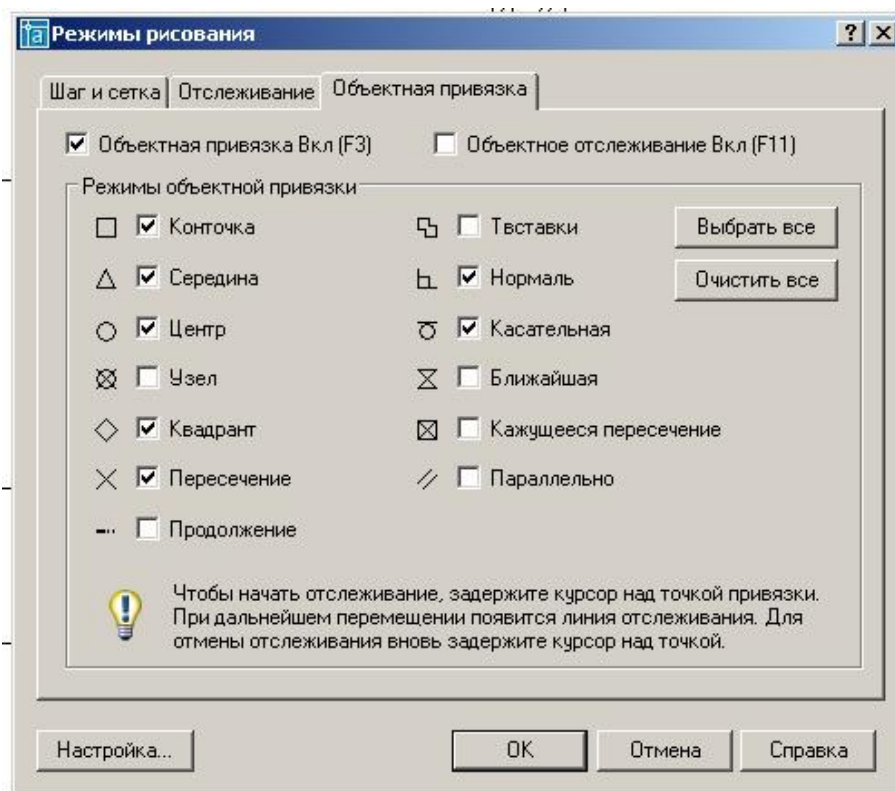 Режимы рисования
Шаг и сетка Отслеживание Объектная привязка
Объектная привязка Вкл (F3) Объектное отслеживание Вкл (F11)
Режимы объектной привязки
Конточка Твставки Выбрать все
Середина Нормаль Очистить все
Центр Касательная
Узел Ближайшая
Квадрант Кажущееся пересечение
Пересечение Параллельно
Продолжение
Чтобы начать отслеживание, задержите курсор над точкой привязки.
При дальнейшем перемещении появится линия отслеживания. Для
отмены отслеживания вновь задержите курсор над точкой.
Настройка... OK Отмена Справка